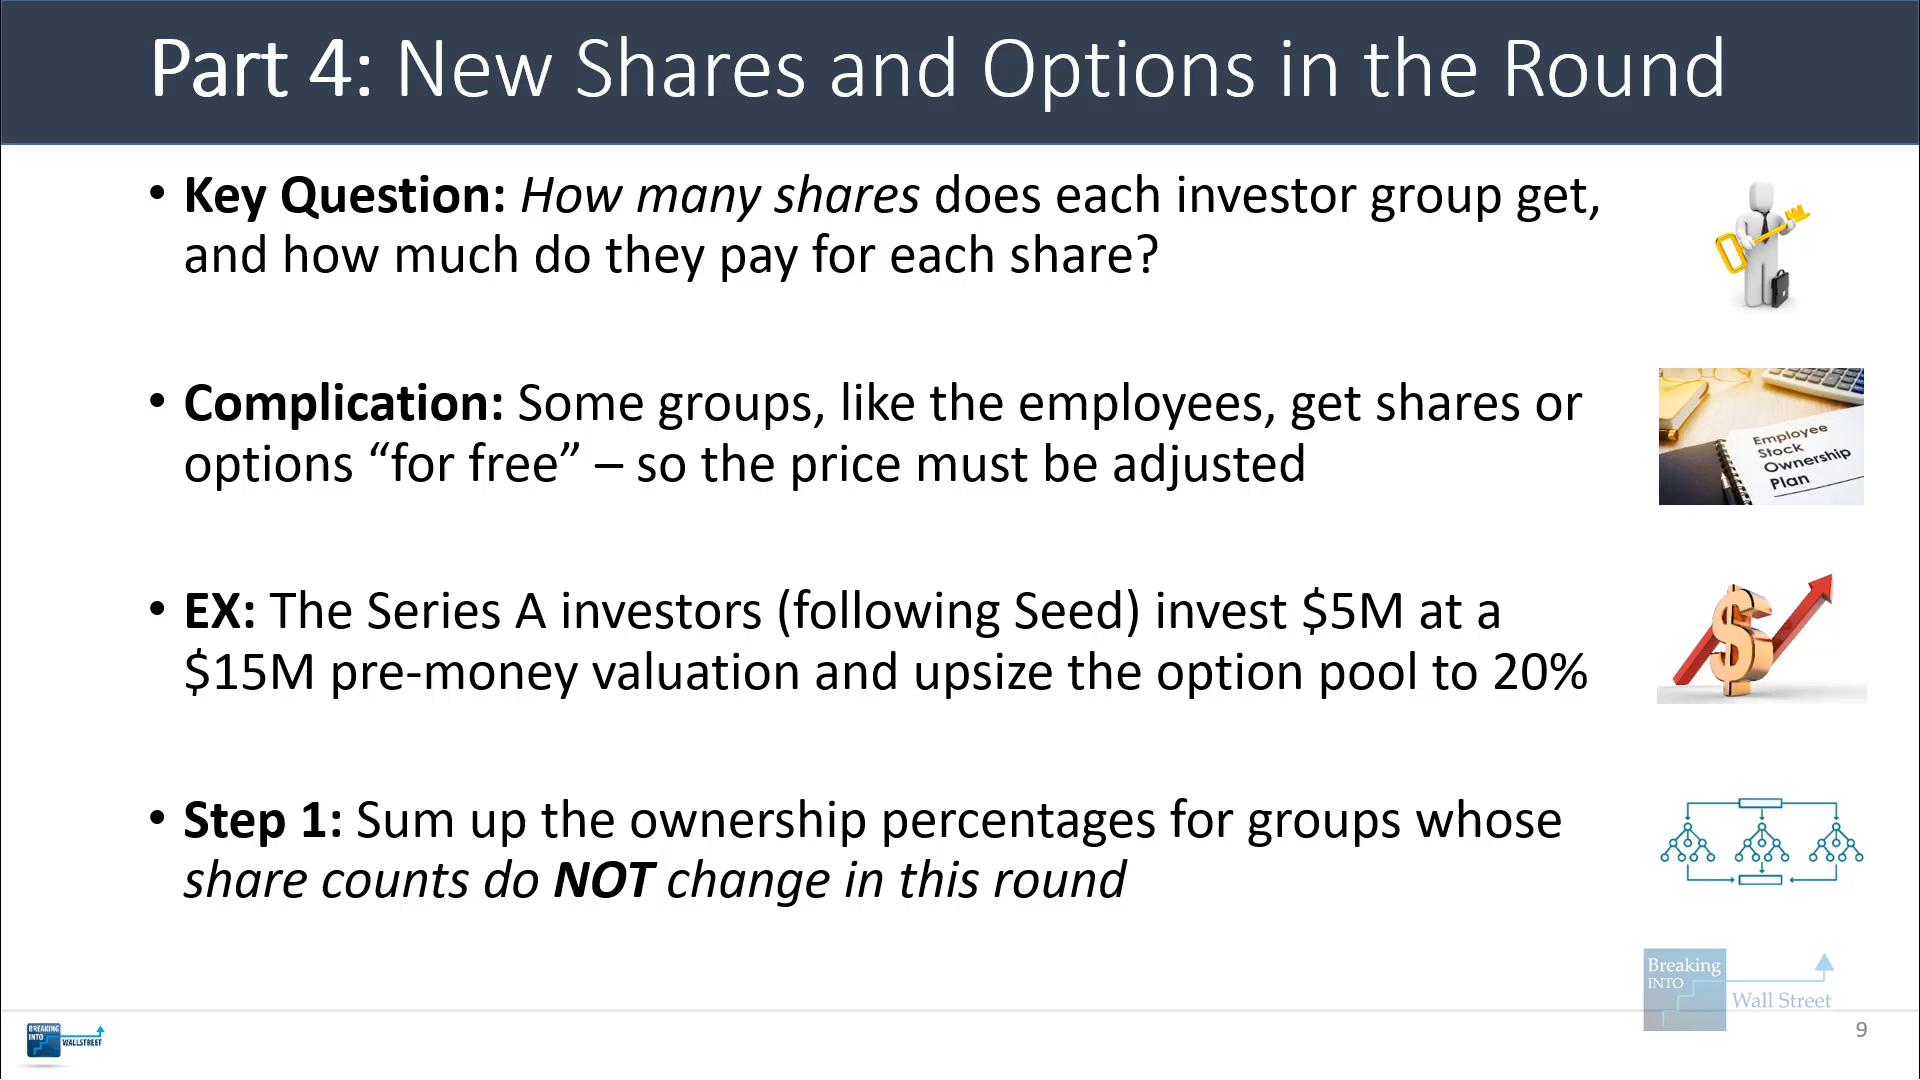 Part 4: New Shares and Options in the Round
• Key Question: How many shares does each investor group get,
and how much do they pay for each share?
• Complication: Some groups, like the employees, get shares or
options “for free” – so the price must be adjusted
Employee
Stock
Ownership
Plan
• EX: The Series A investors (following Seed) invest $5M at a
$15M pre-money valuation and upsize the option pool to 20%
$
• Step 1: Sum up the ownership percentages for groups whose
share counts do NOT change in this round
Breaking
INTO
Wall Street
BREAKING
INTO
WALLSTREET
9